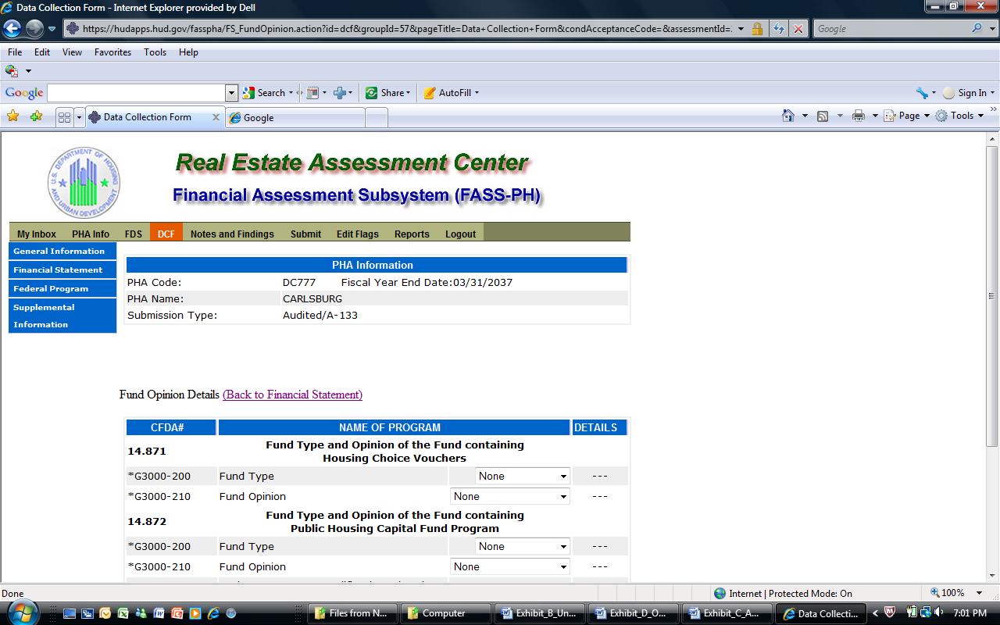 Data Collection Form - Internet Explorer provided by Dell
https://hudapps.hud.gov/fasspha/FS_FundOpinion.action?id=dcf&groupId=57&pageTitle=Data+Collection+Form&condAcceptanceCode=&assessmentId=.
Google
File Edit View Favorites Tools Help
Google Search Share AutoFill Sign In
Data Collection Form Google Page Tools
U.S. DEPARTMENT OF HOUSING AND URBAN DEVELOPMENT
Real Estate Assessment Center
Financial Assessment Subsystem (FASS-PH)
My Inbox PHA Info FDS DCF Notes and Findings Submit Edit Flags Reports Logout
General Information
Financial Statement
Federal Program
Supplemental
Information
PHA Information
PHA Code: DC777 Fiscal Year End Date:03/31/2037
PHA Name: CARLSBURG
Submission Type: Audited/A-133
Fund Opinion Details (Back to Financial Statement)
CFDA# NAME OF PROGRAM DETAILS
14.871 Fund Type and Opinion of the Fund containing
Housing Choice Vouchers
*G3000-200 Fund Type None ---
*G3000-210 Fund Opinion None ---
14.872 Fund Type and Opinion of the Fund containing
Public Housing Capital Fund Program
*G3000-200 Fund Type None ---
*G3000-210 Fund Opinion None ---
Done Internet | Protected Mode: On 100%
Files from N... Computer Exhibit_B_Un... Exhibit_D_O... Exhibit_C_A... Data Collecti... 7:01 PM